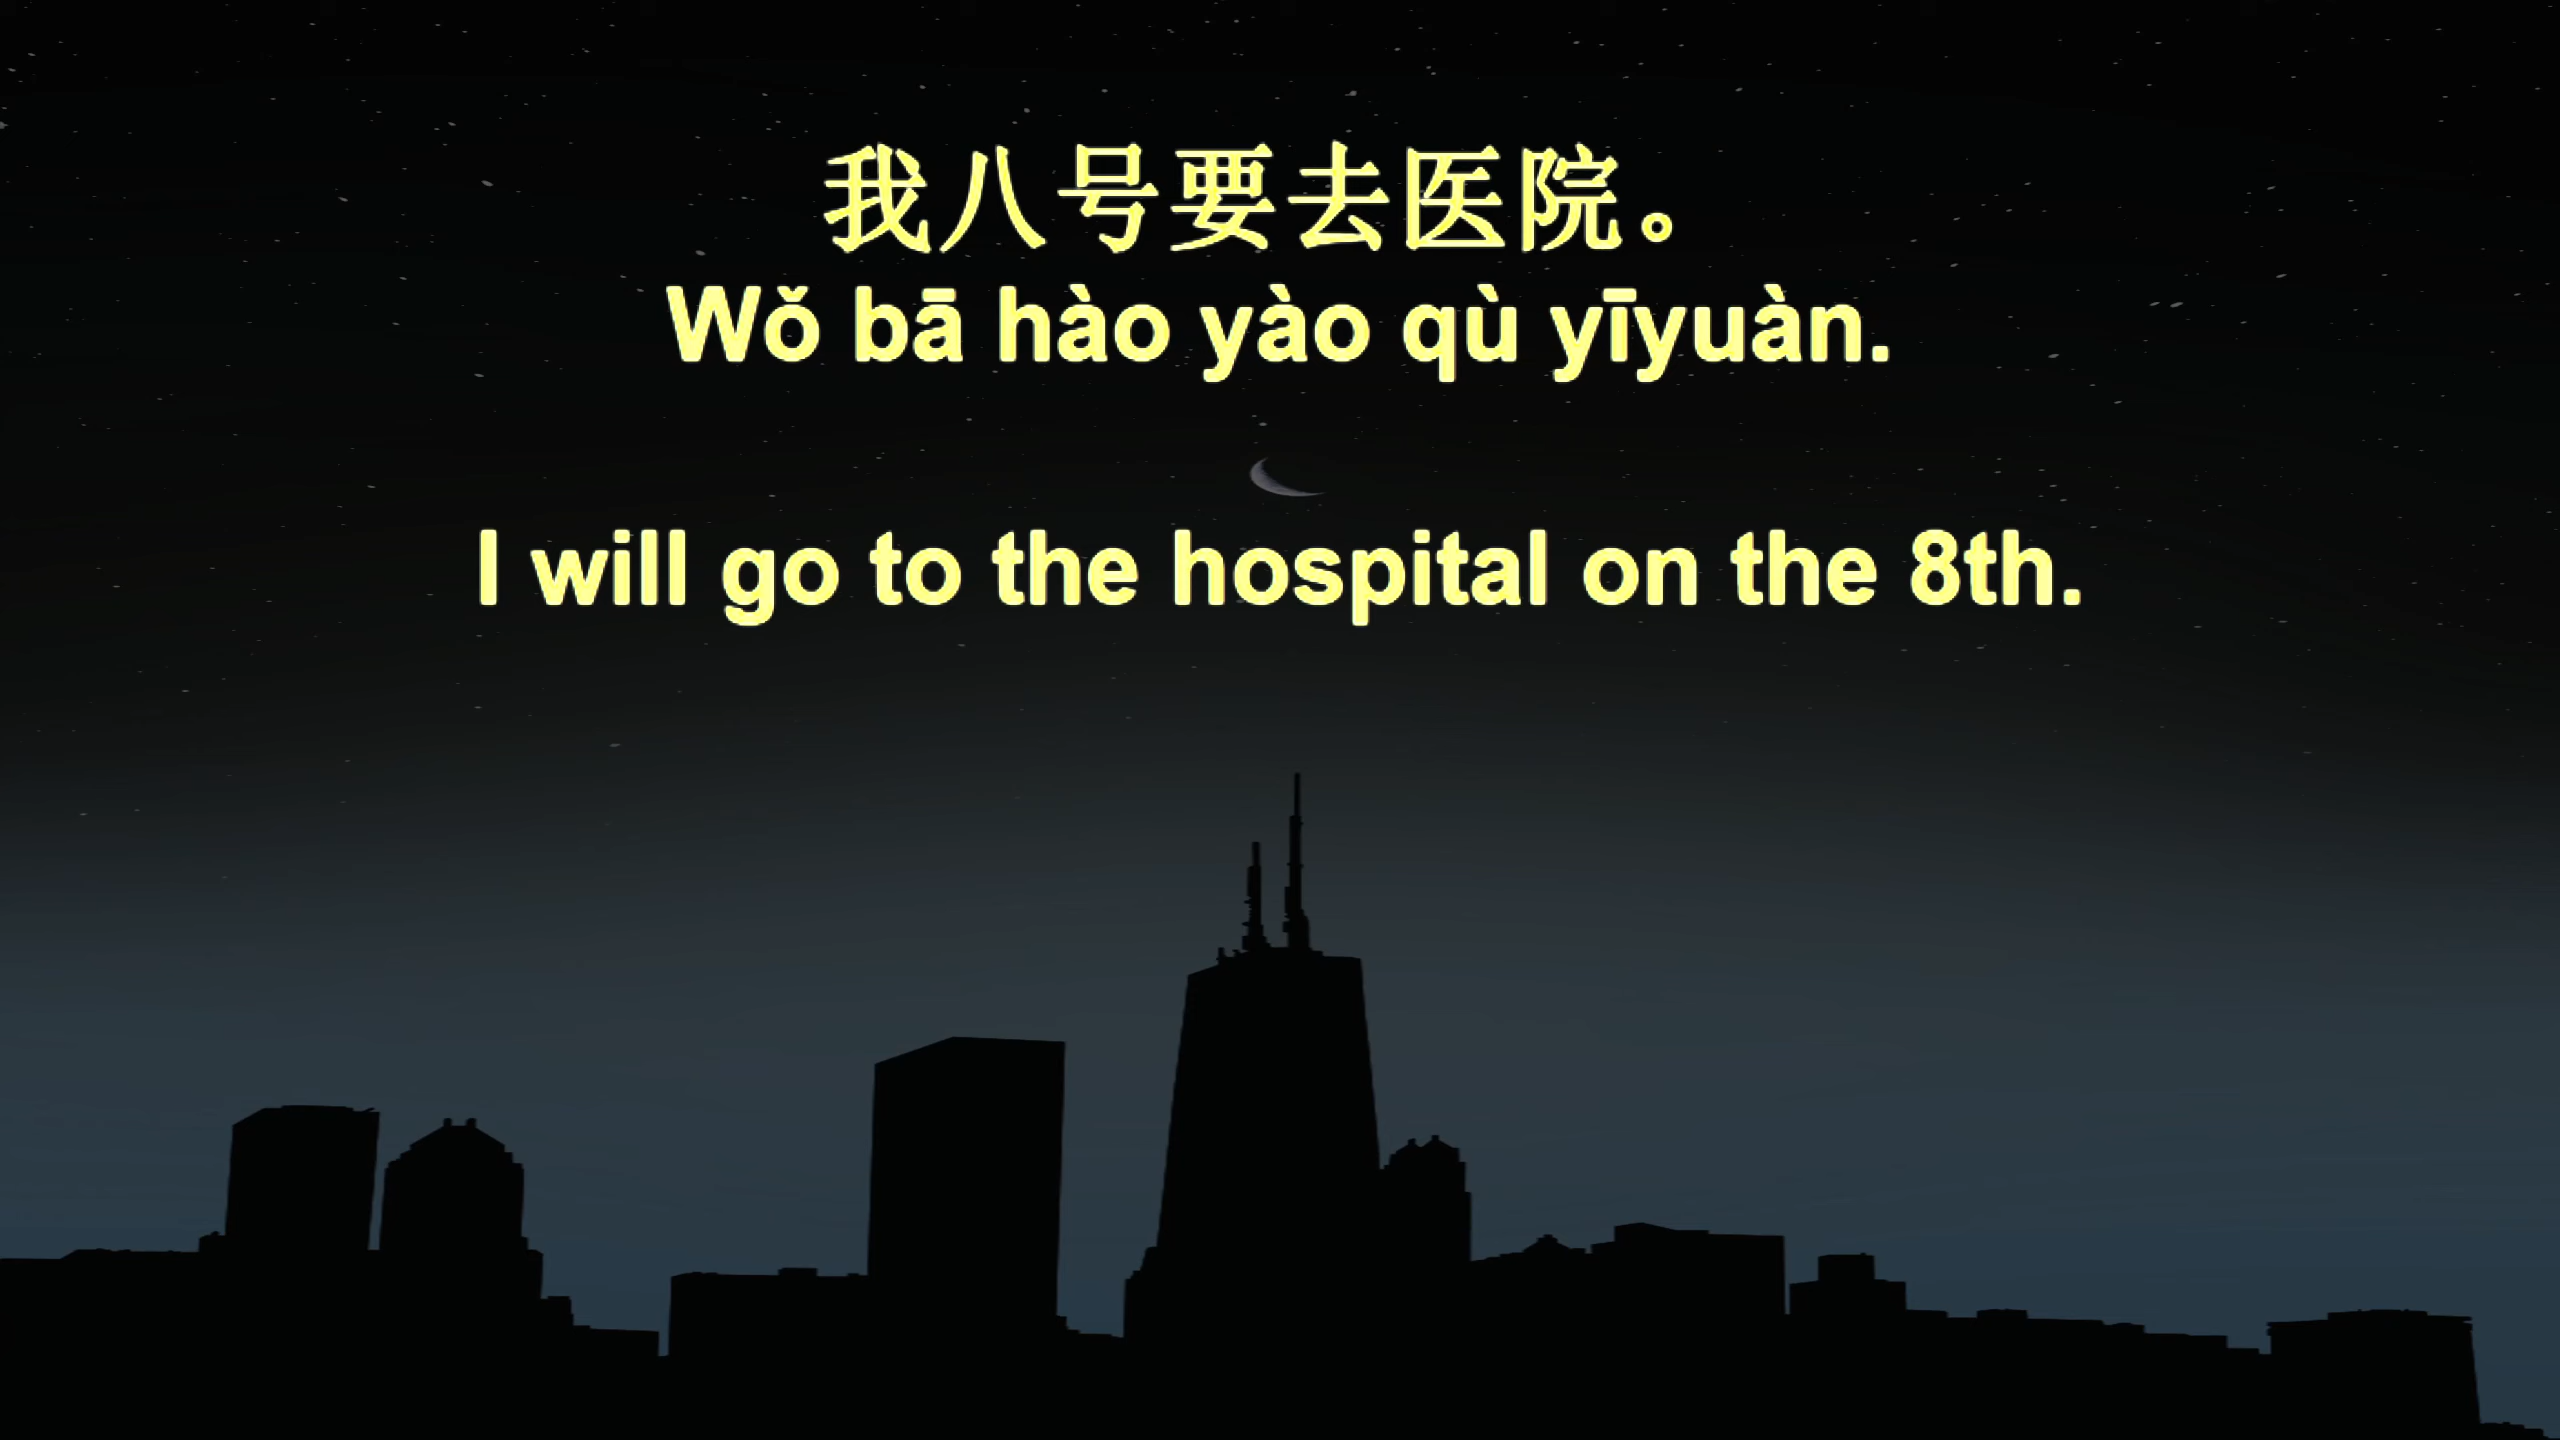 我八号要去医院。
Wǒ bā hào yào qù yīyuàn.
I will go to the hospital on the 8th.